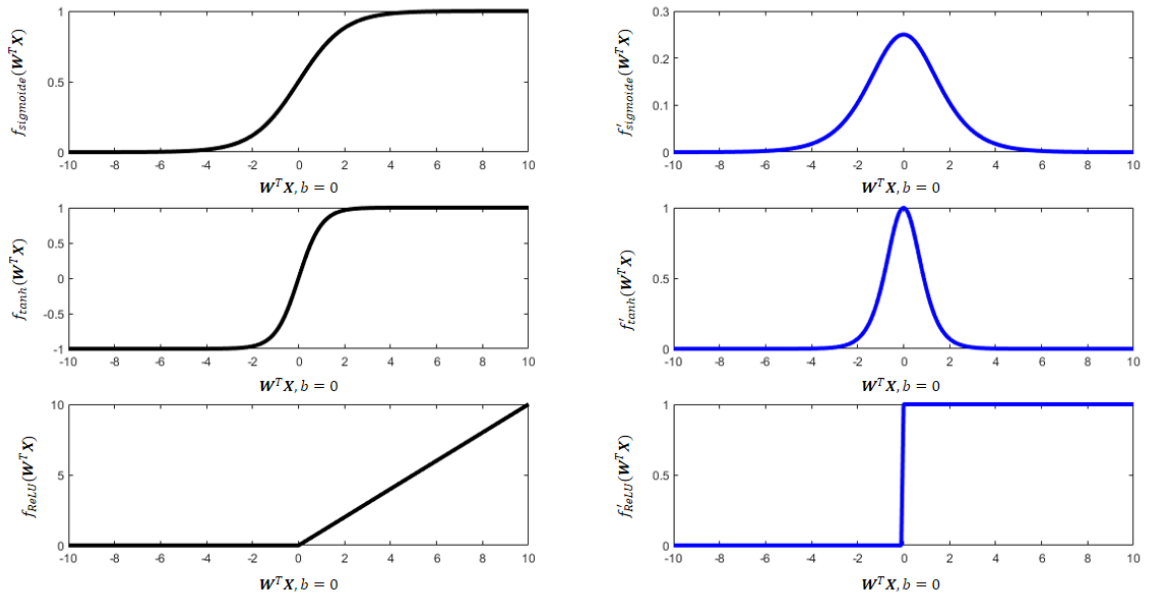 f_sigmoide(W^T X)
1
0.5
0
-10 -8 -6 -4 -2 0 2 4 6 8 10
W^T X, b = 0
f'_sigmoide(W^T X)
0.3
0.2
0.1
0
-10 -8 -6 -4 -2 0 2 4 6 8 10
W^T X, b = 0
f_tanh(W^T X)
1
0.5
0
-0.5
-1
-10 -8 -6 -4 -2 0 2 4 6 8 10
W^T X, b = 0
f'_tanh(W^T X)
1
0.5
0
-10 -8 -6 -4 -2 0 2 4 6 8 10
W^T X, b = 0
f_ReLU(W^T X)
10
5
0
-10 -8 -6 -4 -2 0 2 4 6 8 10
W^T X, b = 0
f'_ReLU(W^T X)
1
0.5
0
-10 -8 -6 -4 -2 0 2 4 6 8 10
W^T X, b = 0